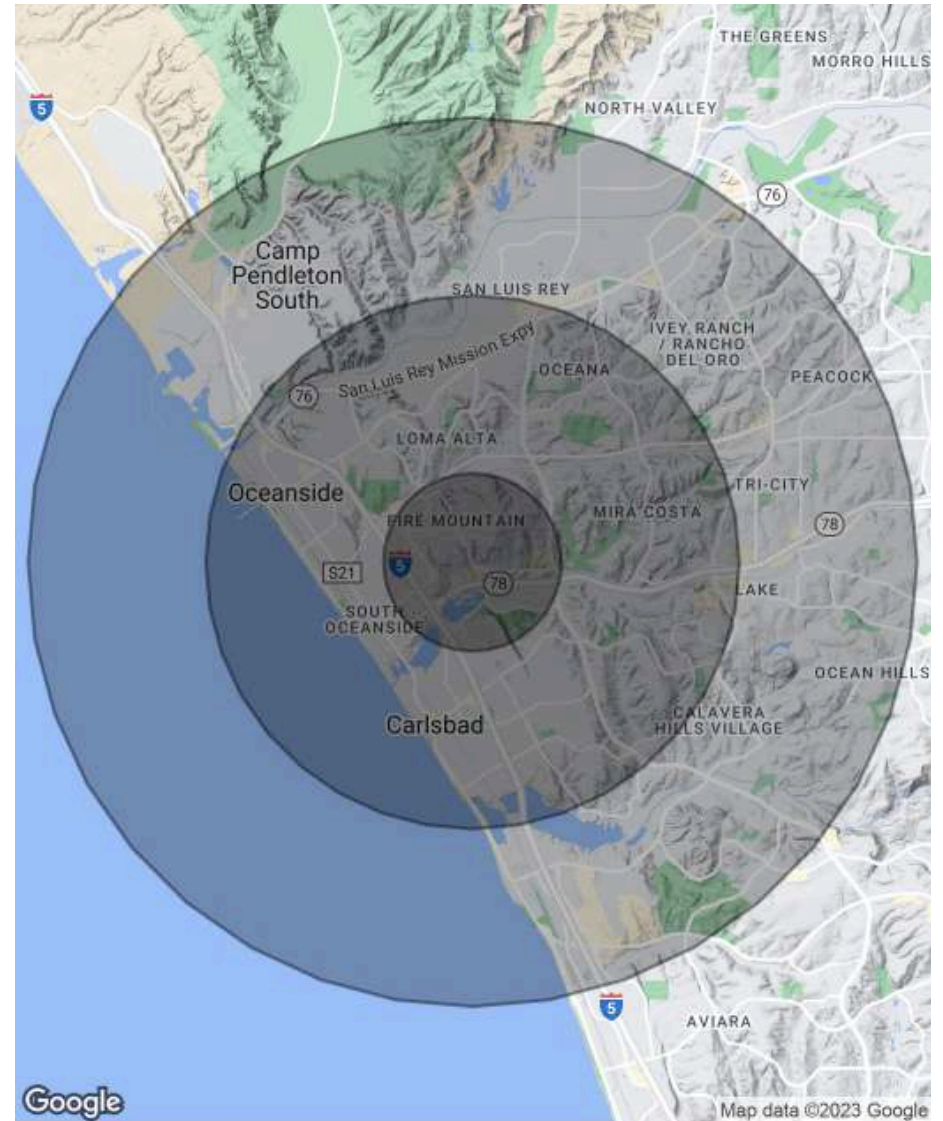 THE GREENS
MORRO HILLS
5
NORTH VALLEY
76
Camp
Pendleton
South
SAN LUIS REY
IVEY RANCH
/ RANCHO
DEL ORO
San Luis Rey Mission Expy
OCEANA
PEACOCK
76
LOMA ALTA
Oceanside
TRI-CITY
MIRA COSTA
FIRE MOUNTAIN
78
5
S21
78
LAKE
SOUTH
OCEANSIDE
OCEAN HILLS
Carlsbad
CALAVERA
HILLS VILLAGE
5
AVIARA
Google
Map data ©2023 Google